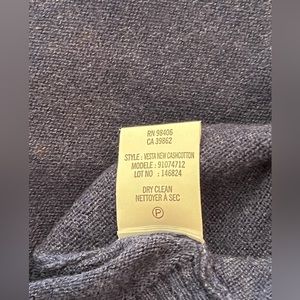 RN 98406
CA 39862
STYLE : VESTA NEW CASHCOTTON
MODELE : 91074712
LOT NO : 146824
DRY CLEAN
NETTOYER À SEC
P